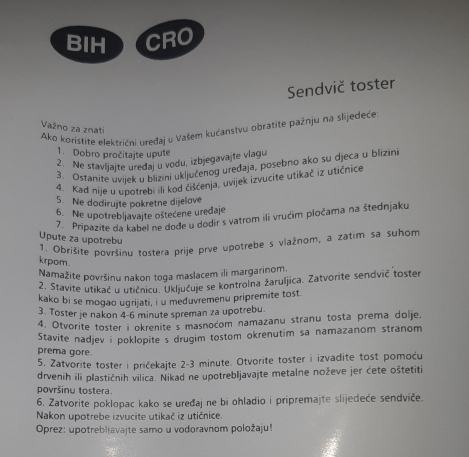 BIH CRO
Sendvič toster
Važno za znati
Ako koristite električni uređaj u Vašem kućanstvu obratite pažnju na slijedeće:
1. Dobro pročitajte upute
2. Ne stavljajte uređaj u vodu, izbjegavajte vlagu
3. Ostanite uvijek u blizini uključenog uređaja, posebno ako su djeca u blizini
4. Kad nije u upotrebi ili kod čišćenja, uvijek izvucite utikač iz utičnice
5. Ne dodirujte pokretne dijelove
6. Ne upotrebljavajte oštećene uređaje
7. Pripazite da kabel ne dođe u dodir s vatrom ili vrućim pločama na štednjaku
Upute za upotrebu
1. Obrišite površinu tostera prije prve upotrebe s vlažnom, a zatim sa suhom
krpom.
Namažite površinu nakon toga maslacem ili margarinom.
2. Stavite utikač u utičnicu. Uključuje se kontrolna žaruljica. Zatvorite sendvič toster
kako bi se mogao ugrijati, i u međuvremenu pripremite tost.
3. Toster je nakon 4-6 minute spreman za upotrebu.
4. Otvorite toster i okrenite s masnoćom namazanu stranu tosta prema dolje.
Stavite nadjev i poklopite s drugim tostom okrenutim sa namazanom stranom
prema gore.
5. Zatvorite toster i pričekajte 2-3 minute. Otvorite toster i izvadite tost pomoću
drvenih ili plastičnih vilica. Nikad ne upotrebljavajte metalne noževe jer ćete oštetiti
površinu tostera.
6. Zatvorite poklopac kako se uređaj ne bi ohladio i pripremajte slijedeće sendviče.
Nakon upotrebe izvucite utikač iz utičnice.
Oprez: upotrebljavajte samo u vodoravnom položaju!